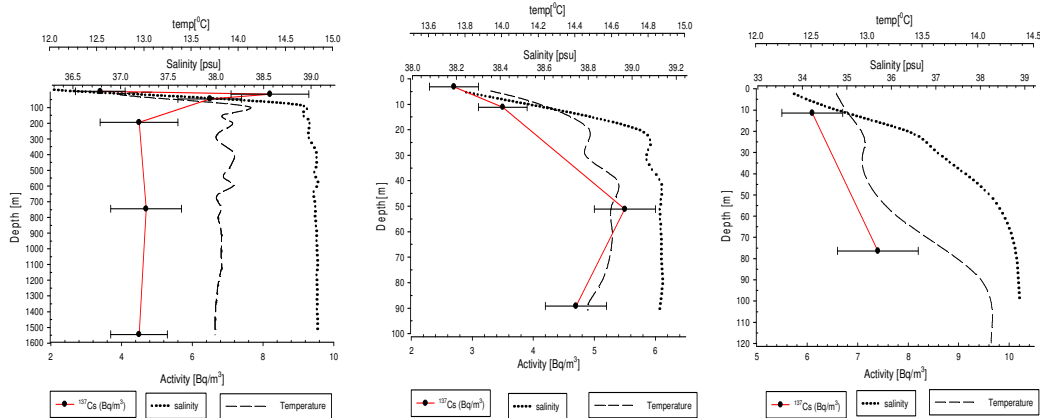 temp[⁰C]
12.0 12.5 13.0 13.5 14.0 14.5 15.0
Salinity [psu]
36.5 37.0 37.5 38.0 38.5 39.0
Depth [m]
100
200
300
400
500
600
700
800
900
1000
1100
1200
1300
1400
1500
1600
2 4 6 8 10
Activity [Bq/m³]
¹³⁷Cs (Bq/m³) salinity Temperature
temp[⁰C]
13.6 13.8 14.0 14.2 14.4 14.6 14.8 15.0
Salinity [psu]
38.0 38.2 38.4 38.6 38.8 39.0 39.2
Depth [m]
0
10
20
30
40
50
60
70
80
90
100
2 3 4 5 6
Activity [Bq/m³]
¹³⁷Cs (Bq/m³) salinity Temperature
temp[⁰C]
12.0 12.4 12.8 13.2 13.6 14.0 14.4
Salinity [psu]
33 34 35 36 37 38 39
Depth [m]
0
10
20
30
40
50
60
70
80
90
100
110
120
5 6 7 8 9 10
Activity [Bq/m³]
¹³⁷Cs (Bq/m³) salinity Temperature